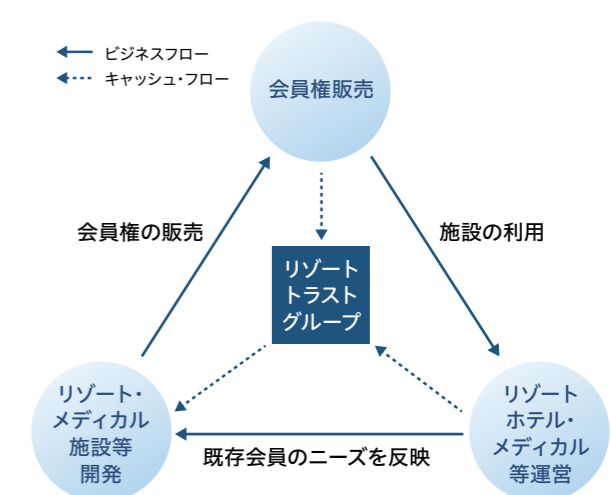 ビジネスフロー
キャッシュ・フロー
会員権販売
会員権の販売
施設の利用
リゾート
トラスト
グループ
リゾート・
メディカル
施設等
開発
既存会員のニーズを反映
リゾート
ホテル・
メディカル
等運営